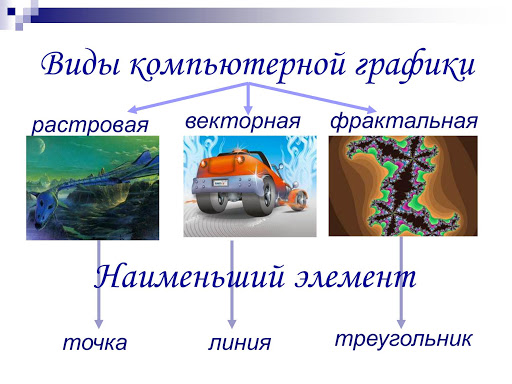 Виды компьютерной графики
растровая
векторная
фрактальная
Наименьший элемент
точка
линия
треугольник